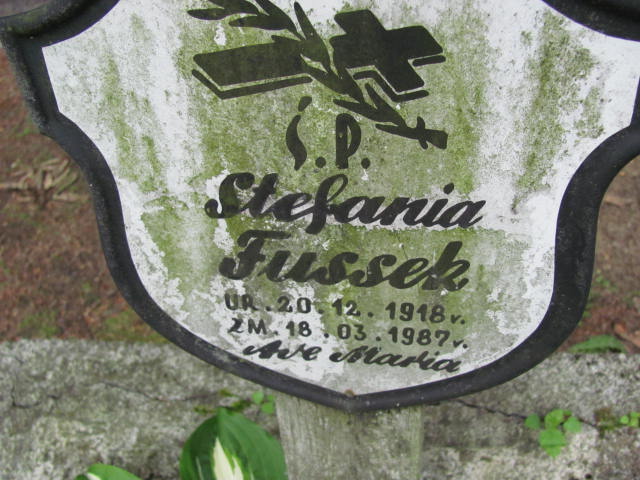 Ś.P.
Stefania
Fussek
UR. 20. 12. 1918 r.
ZM. 18. 03. 1987 r.
Ave Maria